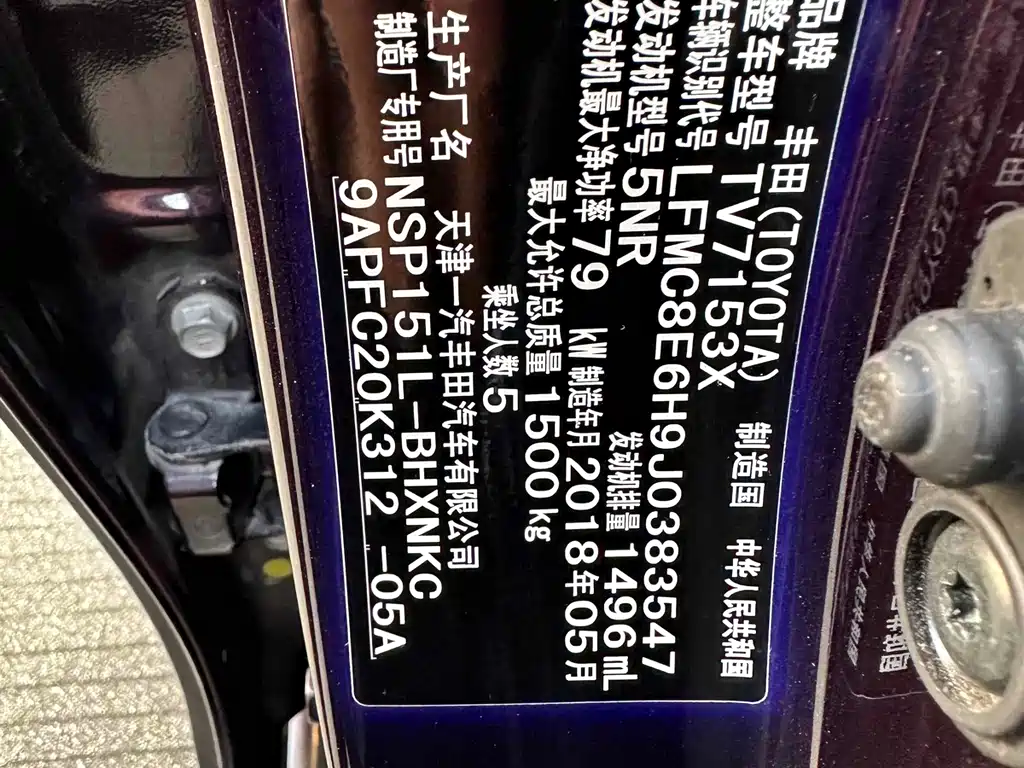 品牌 丰田(TOYOTA) 制造国 中华人民共和国
整车型号 TV7153X
车辆识别代号 LFMC8E6H9J0383547
发动机型号 5NR 发动机排量 1496mL
发动机最大净功率 79 kW 制造年月 2018年05月
最大允许总质量 1500kg
乘坐人数 5
生产厂名 天津一汽丰田汽车有限公司
制造厂专用号 NSP151L-BHXNKC
9APFC20K312 -05A